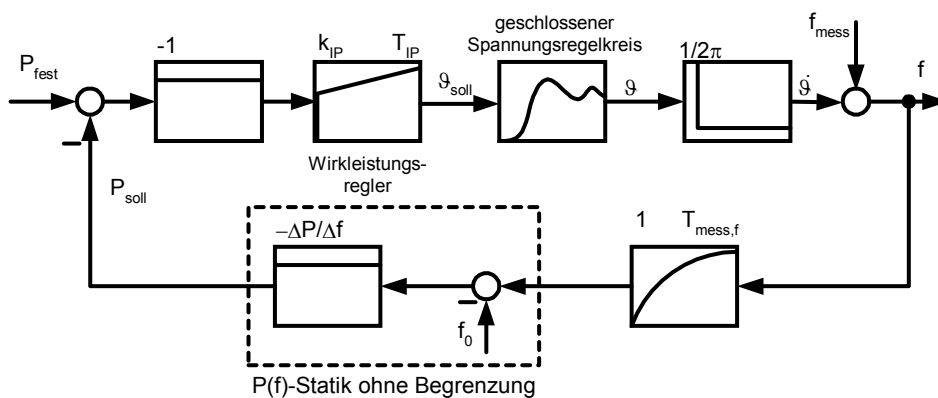 geschlossener
Spannungsregelkreis
f_mess
-1
k_IP T_IP
1/2π
P_fest
ϑ_soll
ϑ
ϑ̇
f
Wirkleistungs-
regler
P_soll
−ΔP/Δf
1 T_mess,f
f_0
P(f)-Statik ohne Begrenzung